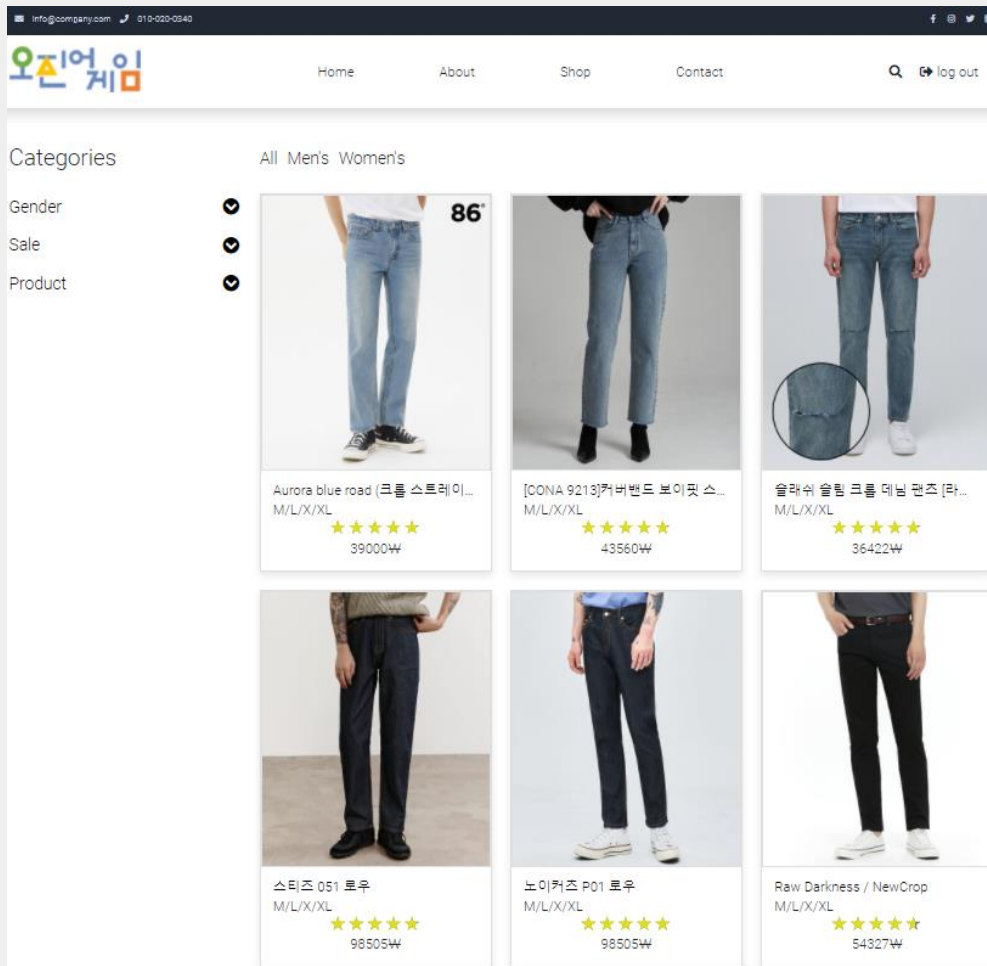 info@company.com 010-020-0340
오진어게임
Home About Shop Contact log out
Categories
Gender
Sale
Product
All Men's Women's
86°
Aurora blue road (크롭 스트레이...
M/L/X/XL
39000₩
[CONA 9213]커버밴드 보이핏 스...
M/L/X/XL
43560₩
슬래쉬 슬림 크롭 데님 팬츠 [라...
M/L/X/XL
36422₩
스티즈 051 로우
M/L/X/XL
98505₩
노이커즈 P01 로우
M/L/X/XL
98505₩
Raw Darkness / NewCrop
M/L/X/XL
54327₩